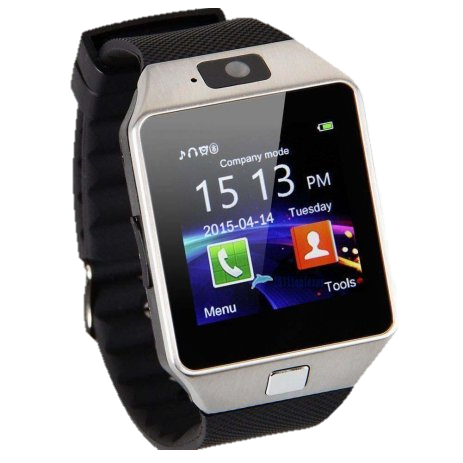 Company mode
15 13 PM
2015-04-14 Tuesday
Menu Tools